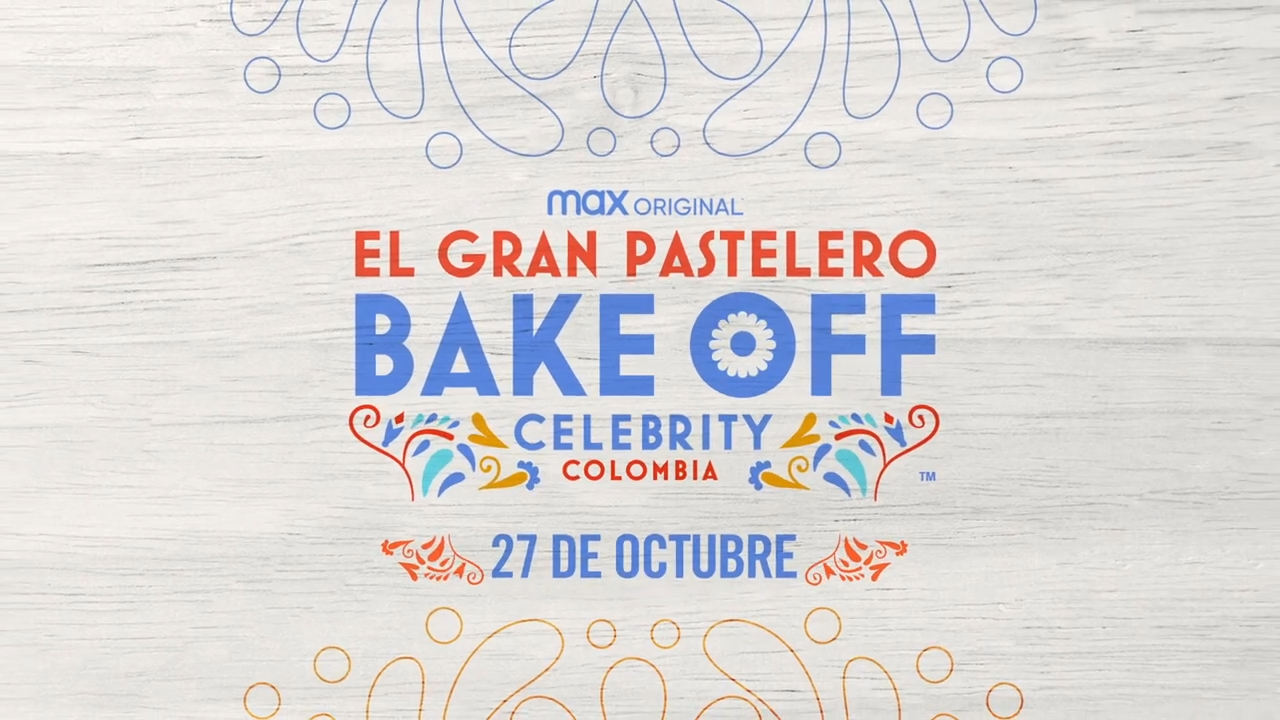 max ORIGINAL
EL GRAN PASTELERO
BAKE OFF
CELEBRITY
COLOMBIA
TM
27 DE OCTUBRE